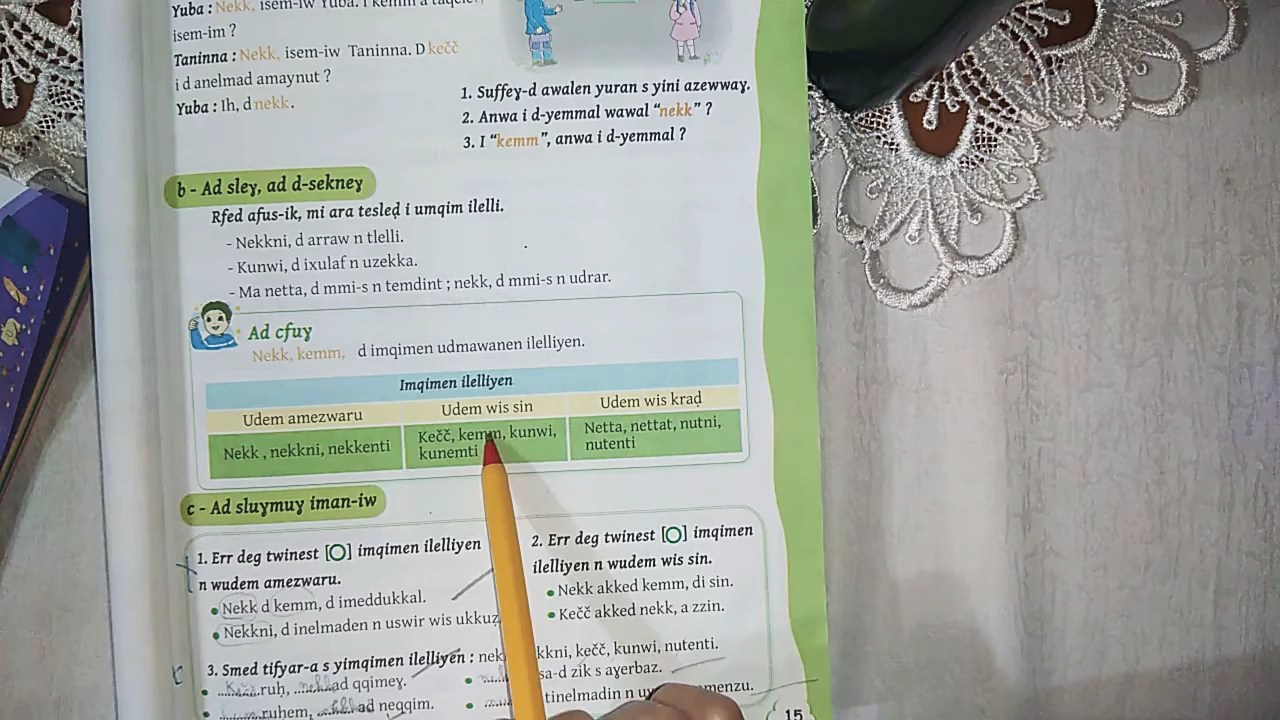 Yuba : Nekk, isem-iw Yuba. I kemm a taqcict,
isem-im ?
Taninna : Nekk, isem-iw Taninna. D kečč
i d anelmad amaynut ?
Yuba : Ih, d nekk.
1. Suffeɣ-d awalen yuran s yini azewwaɣ.
2. Anwa i d-yemmal wawal “nekk” ?
3. I “kemm”, anwa i d-yemmal ?
b - Ad sleɣ, ad d-sekneɣ
Rfed afus-ik, mi ara tesleḍ i umqim ilelli.
- Nekkni, d arraw n tlelli.
- Kunwi, d ixulaf n uzekka.
- Ma netta, d mmi-s n temdint ; nekk, d mmi-s n udrar.
Ad cfuɣ
Nekk, kemm, d imqimen udmawanen ilelliyen.
Imqimen ilelliyen
Udem amezwaru
Udem wis sin
Udem wis kraḍ
Nekk , nekkni, nekkenti
Kečč, kemm, kunwi,
kunemti
Netta, nettat, nutni,
nutenti
c - Ad sluɣmuɣ iman-iw
1. Err deg twinest [O] imqimen ilelliyen
n wudem amezwaru.
Nekk d kemm, d imeddukkal.
Nekkni, d inelmaden n uswir wis ukkuẓ
2. Err deg twinest [O] imqimen
ilelliyen n wudem wis sin.
Nekk akked kemm, di sin.
Kečč akked nekk, a zzin.
3. Smed tifyar-a s yimqimen ilelliyen : kkni, kečč, kunwi, nutenti.
ruḥ, ad qqimeɣ.
sa-d zik s aɣerbaz.
ruḥem, ad neqqim.
tinelmadin n
15